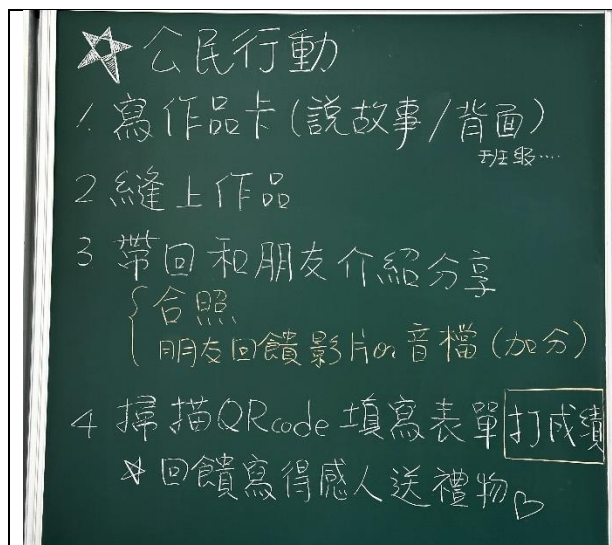 ☆公民行動
1. 寫作品卡(說故事/背面)
班級....
2 縫上作品
3 帶回和朋友介紹分享
合照
朋友回饋影片or音檔(加分)
4 掃描QRcode填寫表單打成績
☆回饋寫得感人送禮物♡